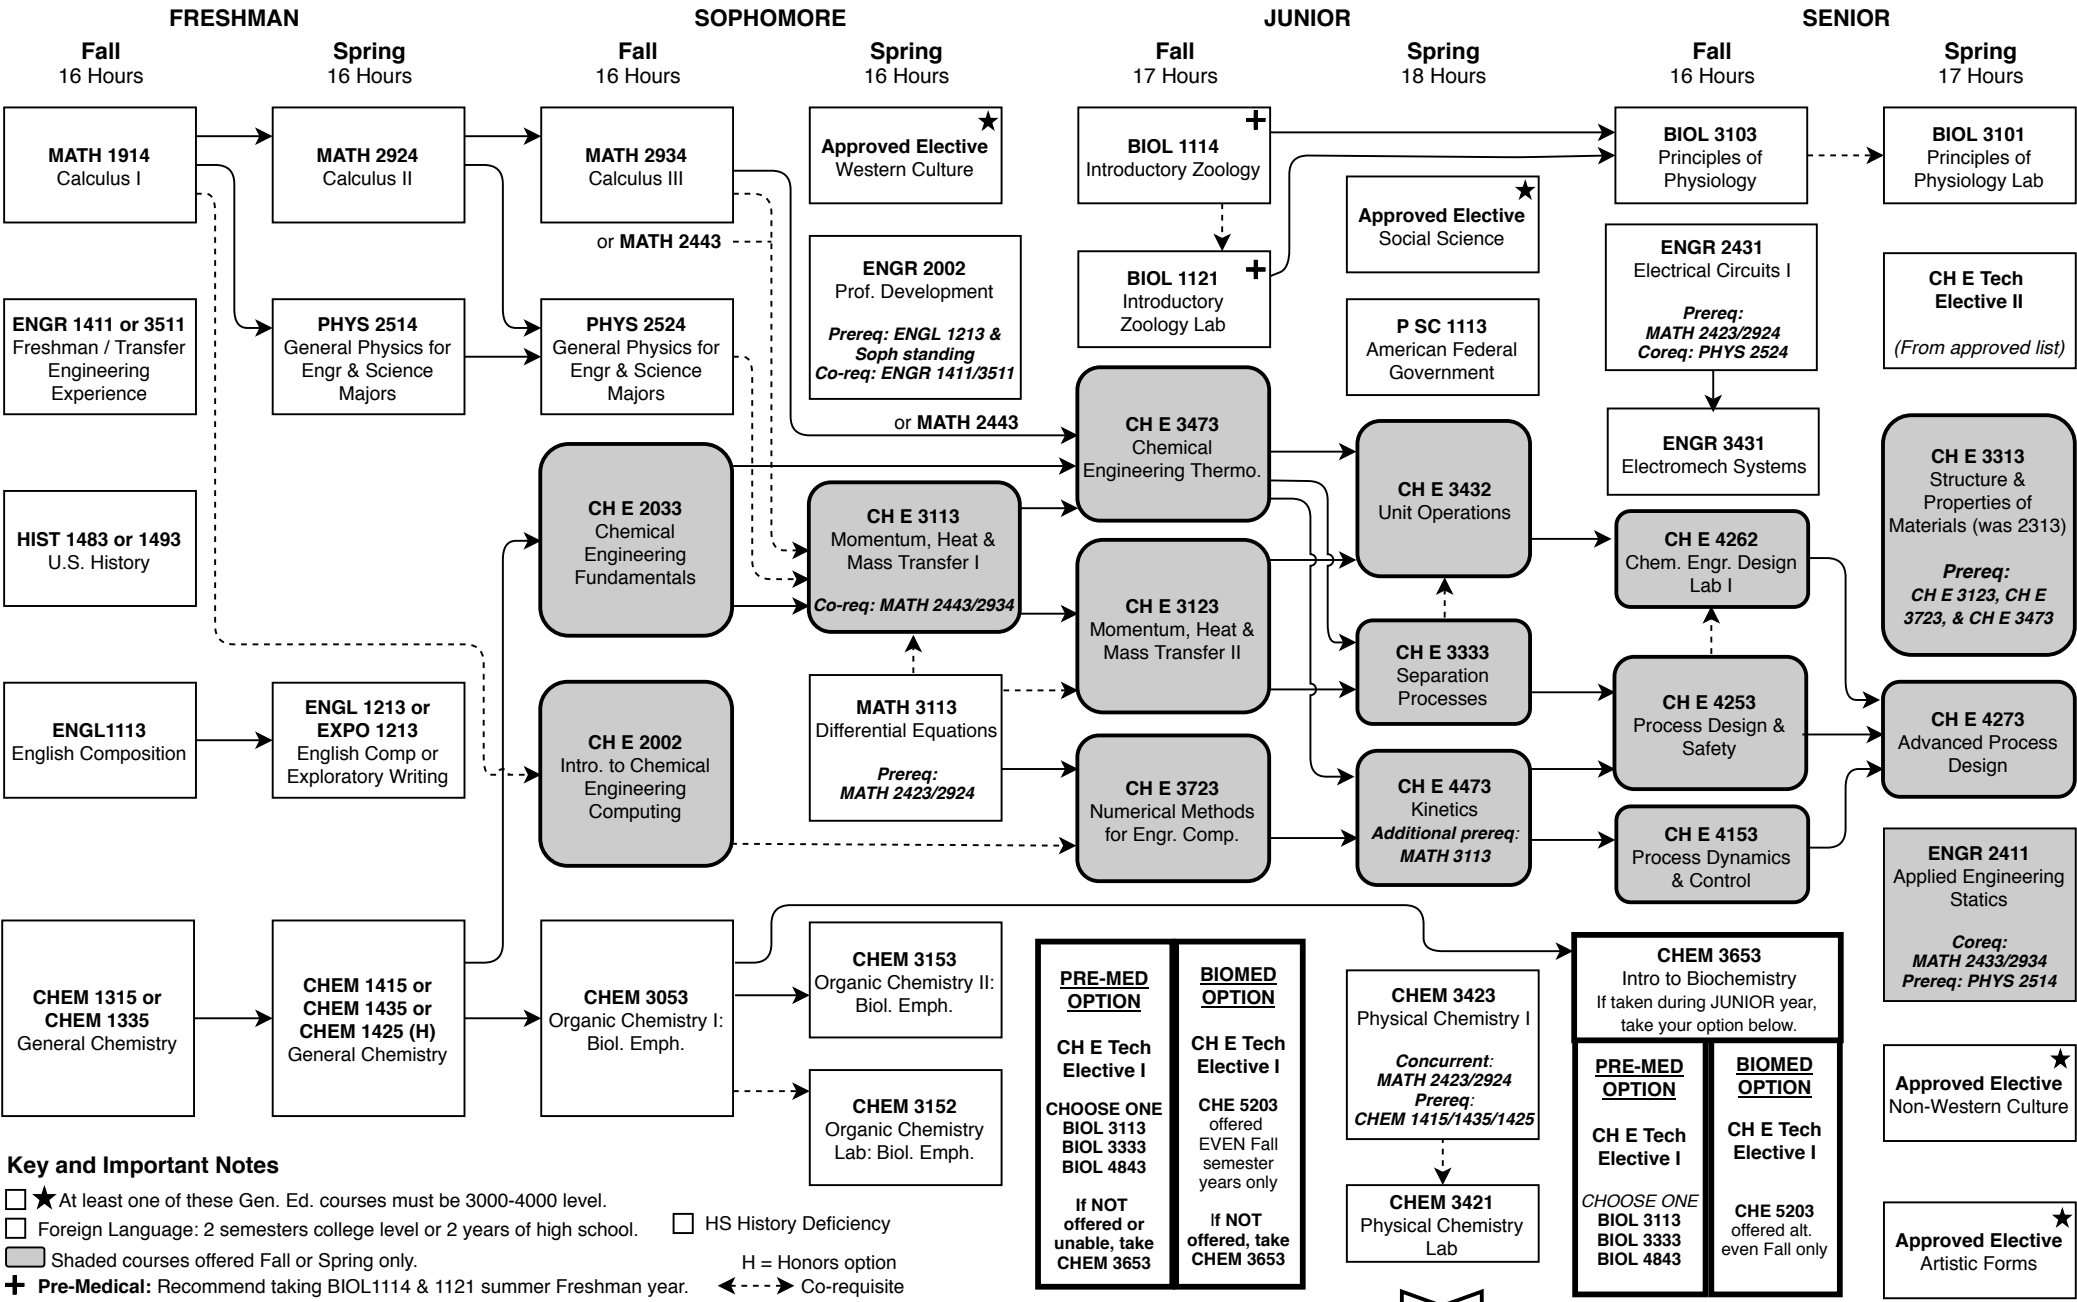 FRESHMAN
SOPHOMORE
JUNIOR
SENIOR
Fall
16 Hours
Spring
16 Hours
Fall
16 Hours
Spring
16 Hours
Fall
17 Hours
Spring
18 Hours
Fall
16 Hours
Spring
17 Hours
MATH 1914
Calculus I
ENGR 1411 or 3511
Freshman / Transfer
Engineering
Experience
HIST 1483 or 1493
U.S. History
ENGL1113
English Composition
CHEM 1315 or
CHEM 1335
General Chemistry
MATH 2924
Calculus II
PHYS 2514
General Physics for
Engr & Science
Majors
ENGL 1213 or
EXPO 1213
English Comp or
Exploratory Writing
CHEM 1415 or
CHEM 1435 or
CHEM 1425 (H)
General Chemistry
MATH 2934
Calculus III
or MATH 2443
PHYS 2524
General Physics for
Engr & Science
Majors
CH E 2033
Chemical
Engineering
Fundamentals
CH E 2002
Intro. to Chemical
Engineering
Computing
CHEM 3053
Organic Chemistry I:
Biol. Emph.
Approved Elective
Western Culture
ENGR 2002
Prof. Development
Prereq: ENGL 1213 &
Soph standing
Co-req: ENGR 1411/3511
or MATH 2443
CH E 3113
Momentum, Heat &
Mass Transfer I
Co-req: MATH 2443/2934
MATH 3113
Differential Equations
Prereq:
MATH 2423/2924
CHEM 3153
Organic Chemistry II:
Biol. Emph.
CHEM 3152
Organic Chemistry
Lab: Biol. Emph.
BIOL 1114
Introductory Zoology
BIOL 1121
Introductory
Zoology Lab
CH E 3473
Chemical
Engineering Thermo.
CH E 3123
Momentum, Heat &
Mass Transfer II
CH E 3723
Numerical Methods
for Engr. Comp.
PRE-MED
OPTION
CH E Tech
Elective I
CHOOSE ONE
BIOL 3113
BIOL 3333
BIOL 4843
If NOT
offered or
unable, take
CHEM 3653
BIOMED
OPTION
CH E Tech
Elective I
CHE 5203
offered
EVEN Fall
semester
years only
If NOT
offered, take
CHEM 3653
Approved Elective
Social Science
P SC 1113
American Federal
Government
CH E 3432
Unit Operations
CH E 3333
Separation
Processes
CH E 4473
Kinetics
Additional prereq:
MATH 3113
CHEM 3423
Physical Chemistry I
Concurrent:
MATH 2423/2924
Prereq:
CHEM 1415/1435/1425
CHEM 3421
Physical Chemistry
Lab
BIOL 3103
Principles of
Physiology
ENGR 2431
Electrical Circuits I
Prereq:
MATH 2423/2924
Coreq: PHYS 2524
ENGR 3431
Electromech Systems
CH E 4262
Chem. Engr. Design
Lab I
CH E 4253
Process Design &
Safety
CH E 4153
Process Dynamics
& Control
CHEM 3653
Intro to Biochemistry
If taken during JUNIOR year,
take your option below.
PRE-MED
OPTION
CH E Tech
Elective I
CHOOSE ONE
BIOL 3113
BIOL 3333
BIOL 4843
BIOMED
OPTION
CH E Tech
Elective I
CHE 5203
offered alt.
even Fall only
BIOL 3101
Principles of
Physiology Lab
CH E Tech
Elective II
(From approved list)
CH E 3313
Structure &
Properties of
Materials (was 2313)
Prereq:
CH E 3123, CH E
3723, & CH E 3473
CH E 4273
Advanced Process
Design
ENGR 2411
Applied Engineering
Statics
Coreq:
MATH 2433/2934
Prereq: PHYS 2514
Approved Elective
Non-Western Culture
Approved Elective
Artistic Forms
Key and Important Notes
At least one of these Gen. Ed. courses must be 3000-4000 level.
Foreign Language: 2 semesters college level or 2 years of high school.
HS History Deficiency
Shaded courses offered Fall or Spring only.
H = Honors option
Pre-Medical: Recommend taking BIOL1114 & 1121 summer Freshman year.
Co-requisite